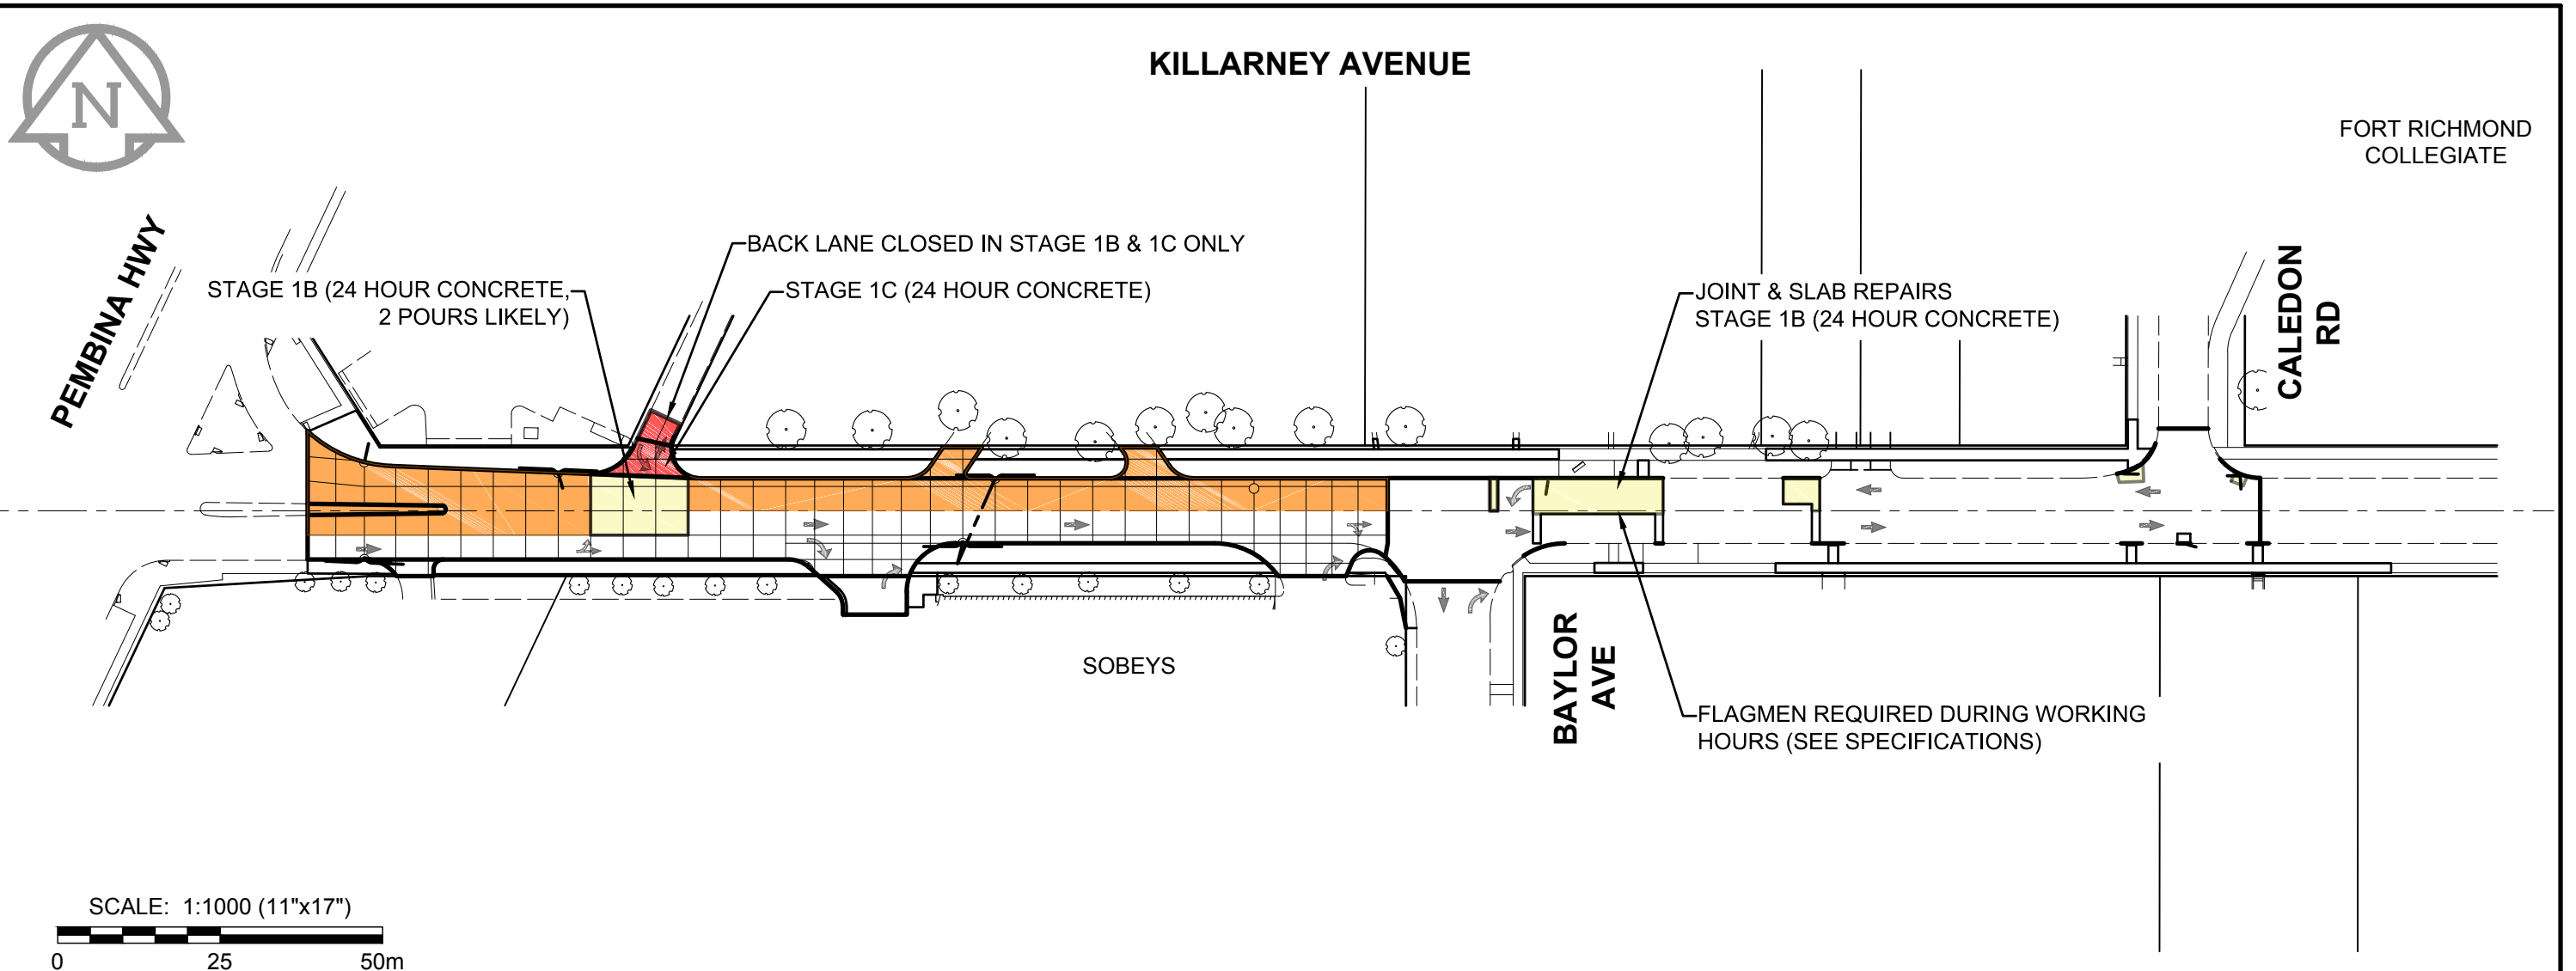 KILLARNEY AVENUE
N
FORT RICHMOND
COLLEGIATE
PEMBINA HWY
BACK LANE CLOSED IN STAGE 1B & 1C ONLY
STAGE 1B (24 HOUR CONCRETE,
2 POURS LIKELY)
STAGE 1C (24 HOUR CONCRETE)
JOINT & SLAB REPAIRS
STAGE 1B (24 HOUR CONCRETE)
CALEDON
RD
SOBEYS
BAYLOR
AVE
FLAGMEN REQUIRED DURING WORKING
HOURS (SEE SPECIFICATIONS)
SCALE: 1:1000 (11"x17")
0 25 50m